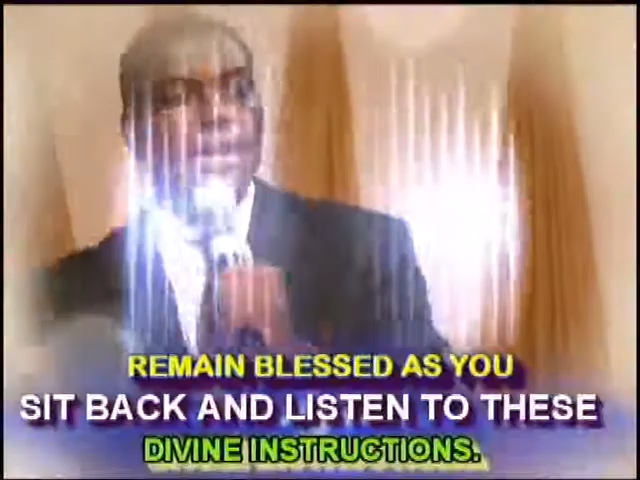 REMAIN BLESSED AS YOU
SIT BACK AND LISTEN TO THESE
DIVINE INSTRUCTIONS.